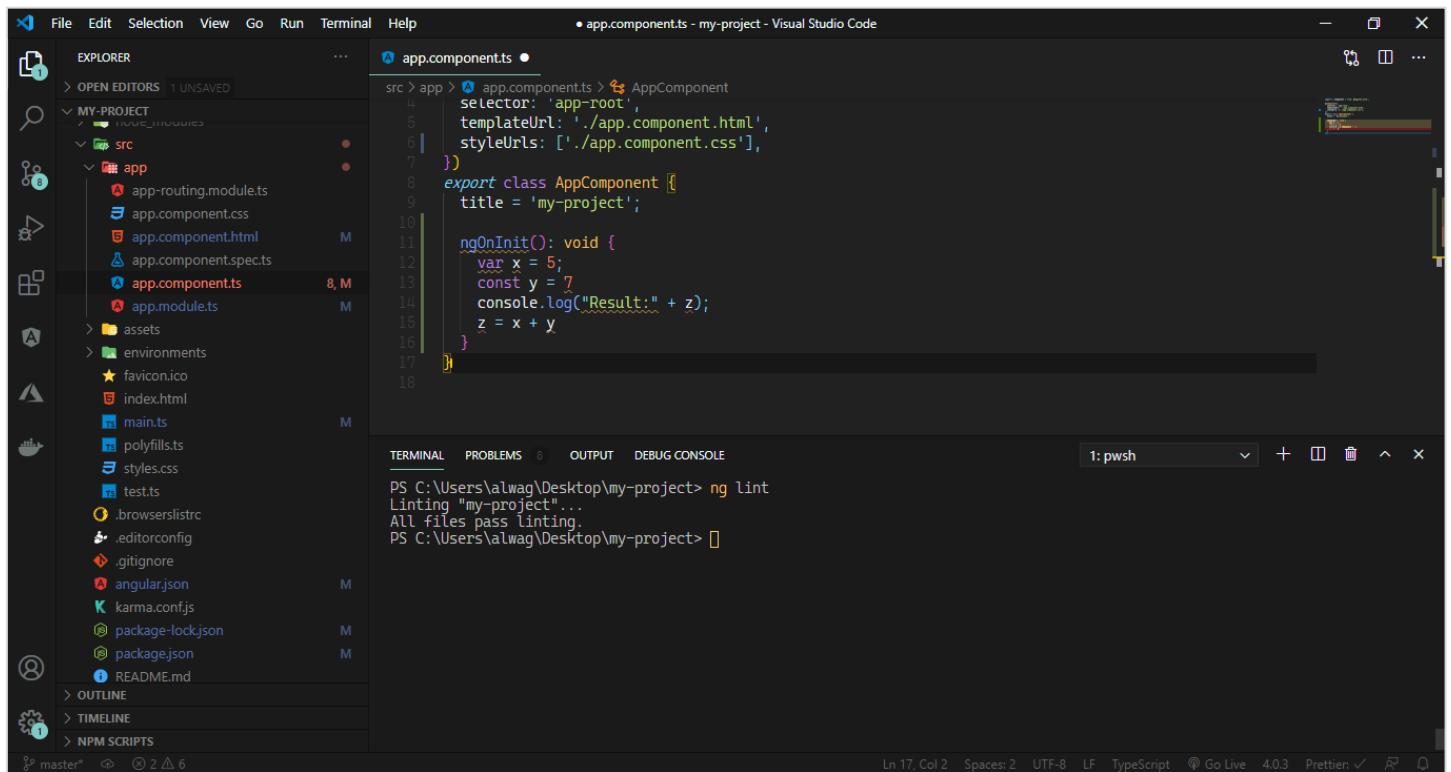 File Edit Selection View Go Run Terminal Help ● app.component.ts - my-project - Visual Studio Code
EXPLORER
OPEN EDITORS 1 UNSAVED
MY-PROJECT
node_modules
src
app
app-routing.module.ts
app.component.css
app.component.html M
app.component.spec.ts
app.component.ts 8, M
app.module.ts M
assets
environments
favicon.ico
index.html
main.ts M
polyfills.ts
styles.css
test.ts
.browserslistrc
.editorconfig
.gitignore
angular.json M
karma.conf.js
package-lock.json M
package.json M
README.md
OUTLINE
TIMELINE
NPM SCRIPTS
app.component.ts ●
src > app > app.component.ts > AppComponent
4 selector: 'app-root',
5 templateUrl: './app.component.html',
6 styleUrls: ['./app.component.css'],
7 })
8 export class AppComponent {
9 title = 'my-project';
10
11 ngOnInit(): void {
12 var x = 5;
13 const y = 7
14 console.log("Result:" + z);
15 z = x + y
16 }
17 }
18
TERMINAL PROBLEMS 8 OUTPUT DEBUG CONSOLE 1: pwsh
PS C:\Users\alwag\Desktop\my-project> ng lint
Linting "my-project"...
All files pass linting.
PS C:\Users\alwag\Desktop\my-project>
master* 2 6 Ln 17, Col 2 Spaces: 2 UTF-8 LF TypeScript Go Live 4.0.3 Prettier: ✓